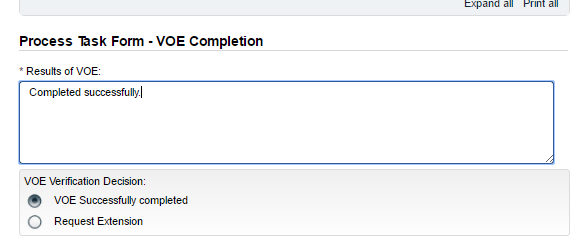 Expand all Print all
Process Task Form - VOE Completion
* Results of VOE:
Completed successfully.
VOE Verification Decision:
VOE Successfully completed
Request Extension